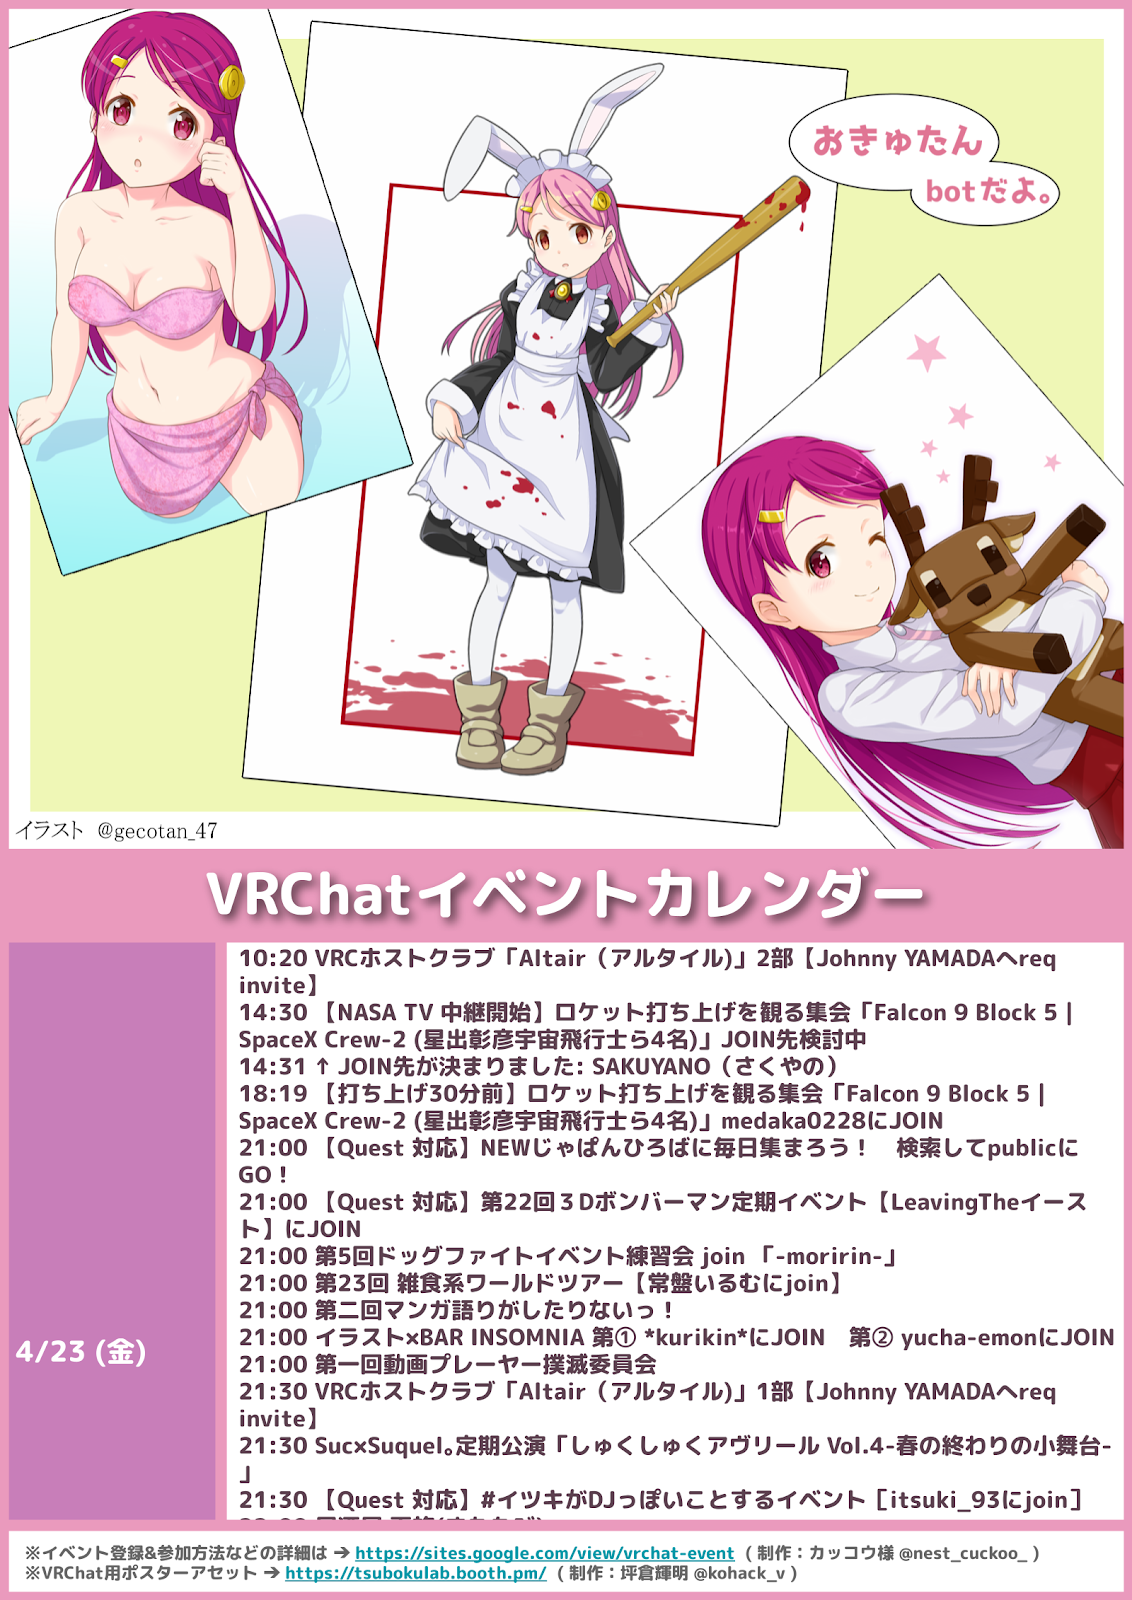 おきゅたん
botだよ。
イラスト @gecotan_47
VRChatイベントカレンダー
4/23 (金)
10:20 VRCホストクラブ「Altair（アルタイル)」2部【Johnny YAMADAへreq
invite】
14:30 【NASA TV 中継開始】ロケット打ち上げを観る集会「Falcon 9 Block 5 |
SpaceX Crew-2 (星出彰彦宇宙飛行士ら4名)」JOIN先検討中
14:31 ↑ JOIN先が決まりました: SAKUYANO（さくやの）
18:19 【打ち上げ30分前】ロケット打ち上げを観る集会「Falcon 9 Block 5 |
SpaceX Crew-2 (星出彰彦宇宙飛行士ら4名)」medaka0228にJOIN
21:00 【Quest 対応】NEWじゃぱんひろばに毎日集まろう！　検索してpublicに
GO！
21:00 【Quest 対応】第22回３Dボンバーマン定期イベント【LeavingTheイース
ト】にJOIN
21:00 第5回ドッグファイトイベント練習会 join 「-moririn-」
21:00 第23回 雑食系ワールドツアー【常盤いるむにjoin】
21:00 第二回マンガ語りがしたりないっ！
21:00 イラスト×BAR INSOMNIA 第① *kurikin*にJOIN　第② yucha-emonにJOIN
21:00 第一回動画プレーヤー撲滅委員会
21:30 VRCホストクラブ「Altair（アルタイル)」1部【Johnny YAMADAへreq
invite】
21:30 Suc×Suquel。定期公演「しゅくしゅくアヴリール Vol.4-春の終わりの小舞台-
」
21:30 【Quest 対応】#イツキがDJっぽいことするイベント［itsuki_93にjoin］
※イベント登録&参加方法などの詳細は ➔ https://sites.google.com/view/vrchat-event （ 制作：カッコウ様 @nest_cuckoo_ ）
※VRChat用ポスターアセット ➔ https://tsubokulab.booth.pm/ （ 制作：坪倉輝明 @kohack_v ）